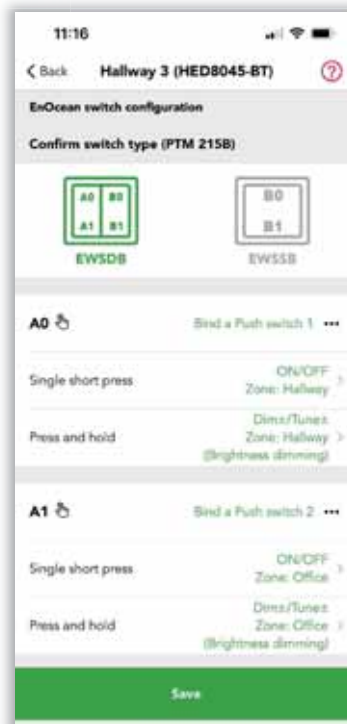 11:16
Back Hallway 3 (HED8045-BT) ?
EnOcean switch configuration
Confirm switch type (PTM 215B)
A0 B0 B0
A1 B1 B1
EWSDB EWSSB
A0 Bind a Push switch 1 •••
Single short press ON/OFF
Zone: Hallway
Press and hold Dim±/Tune±
Zone: Hallway
(Brightness dimming)
A1 Bind a Push switch 2 •••
Single short press ON/OFF
Zone: Office
Press and hold Dim±/Tune±
Zone: Office
(Brightness dimming)
Save